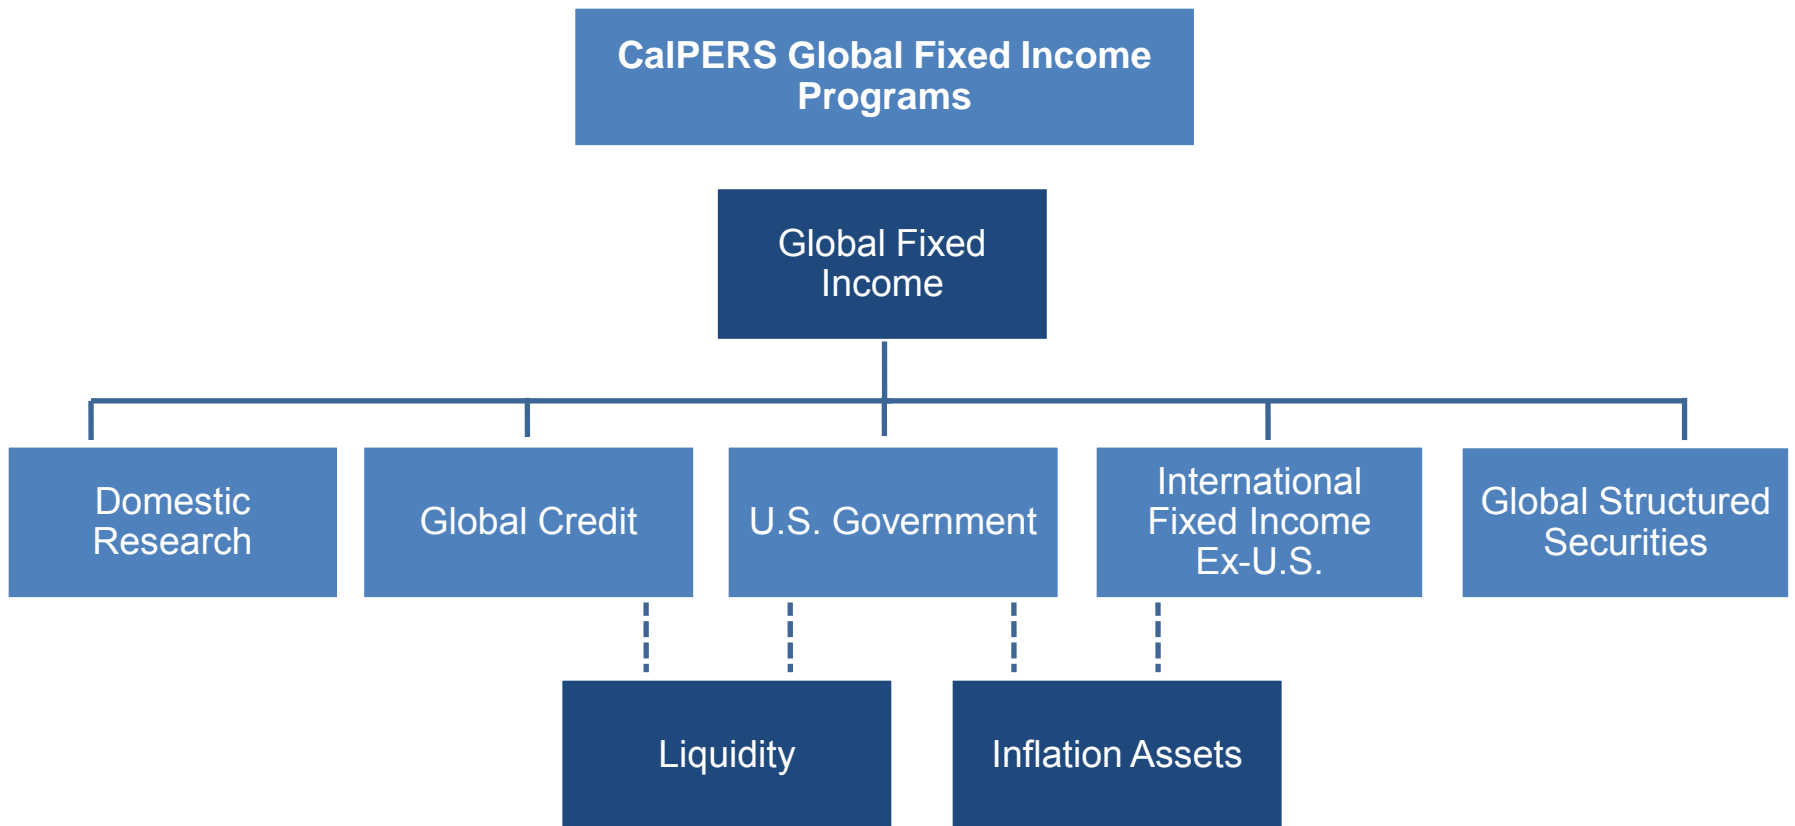 CalPERS Global Fixed Income
Programs
Global Fixed
Income
Domestic
Research
Global Credit
U.S. Government
International
Fixed Income
Ex-U.S.
Global Structured
Securities
Liquidity
Inflation Assets